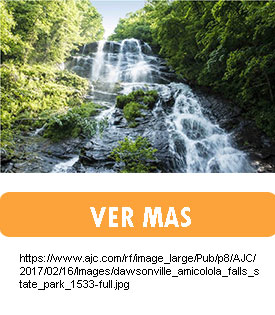 VER MAS
https://www.ajc.com/rf/image_large/Pub/p8/AJC/
2017/02/16/Images/dawsonville_amicolola_falls_s
tate_park_1533-full.jpg